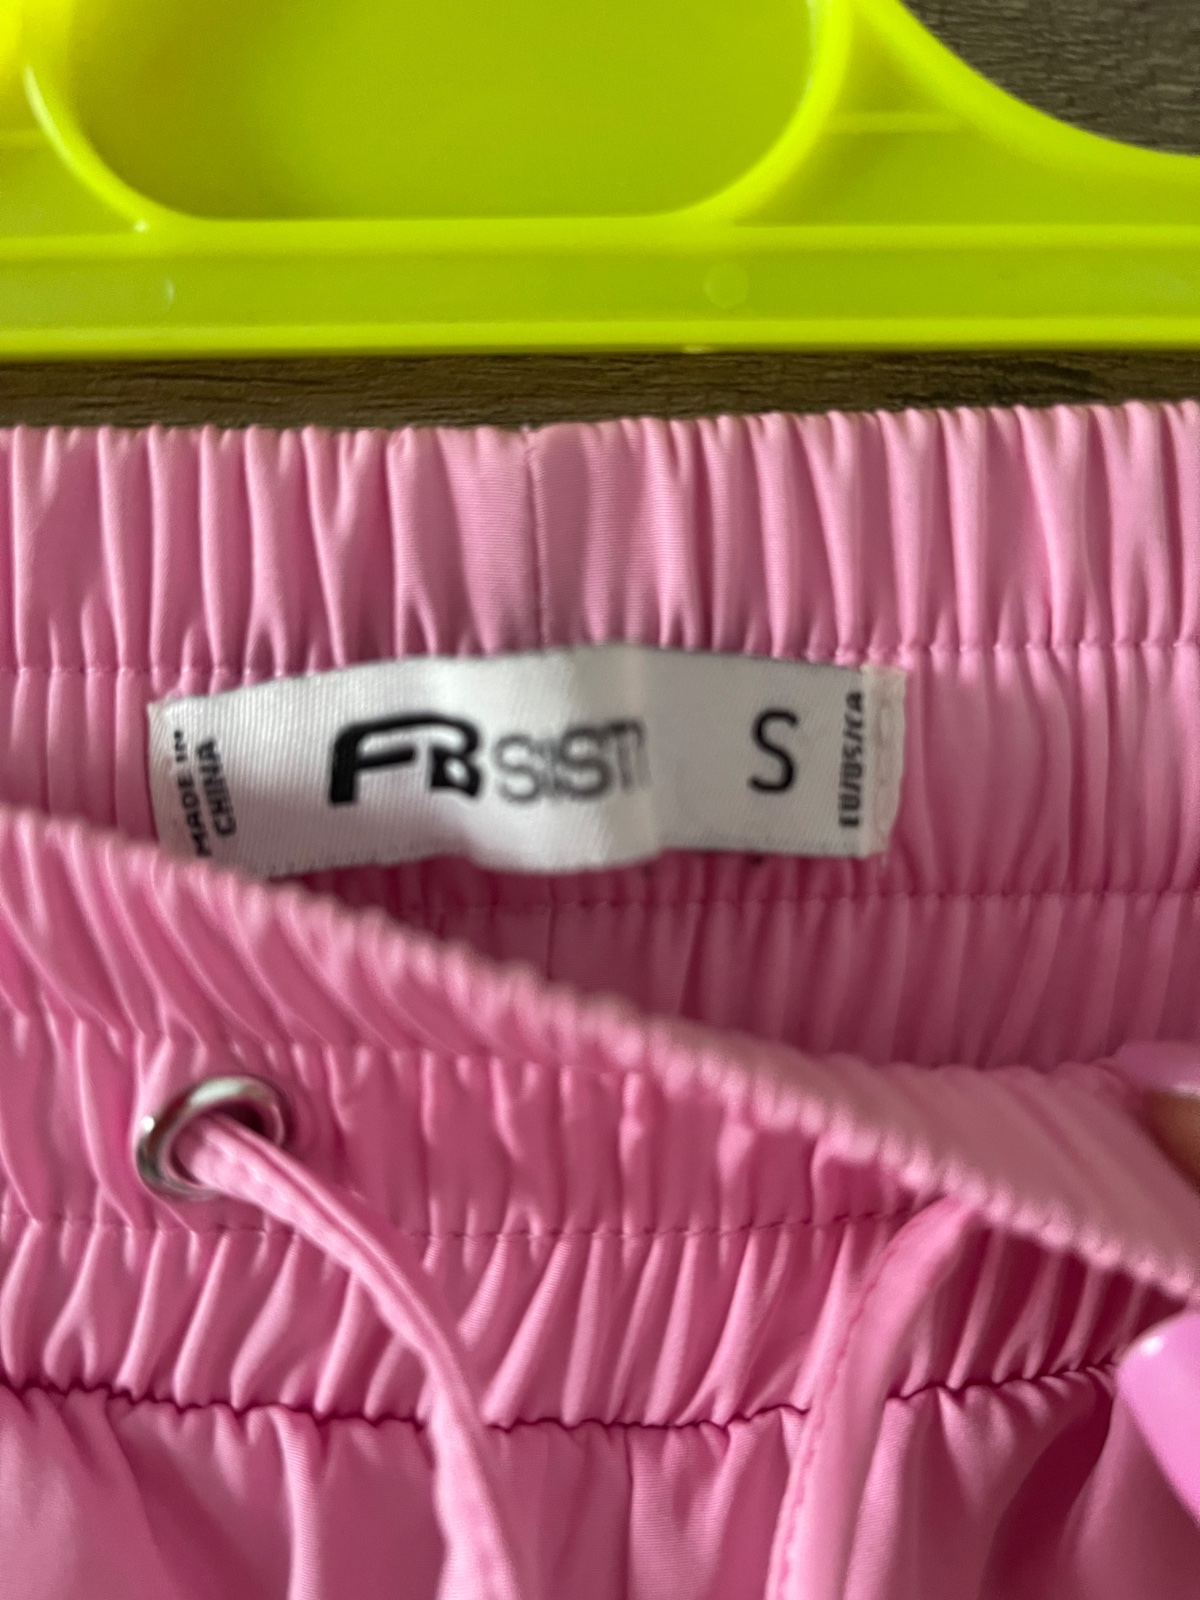 MADE IN
CHINA
FB SISTER
S
EU/US/CA